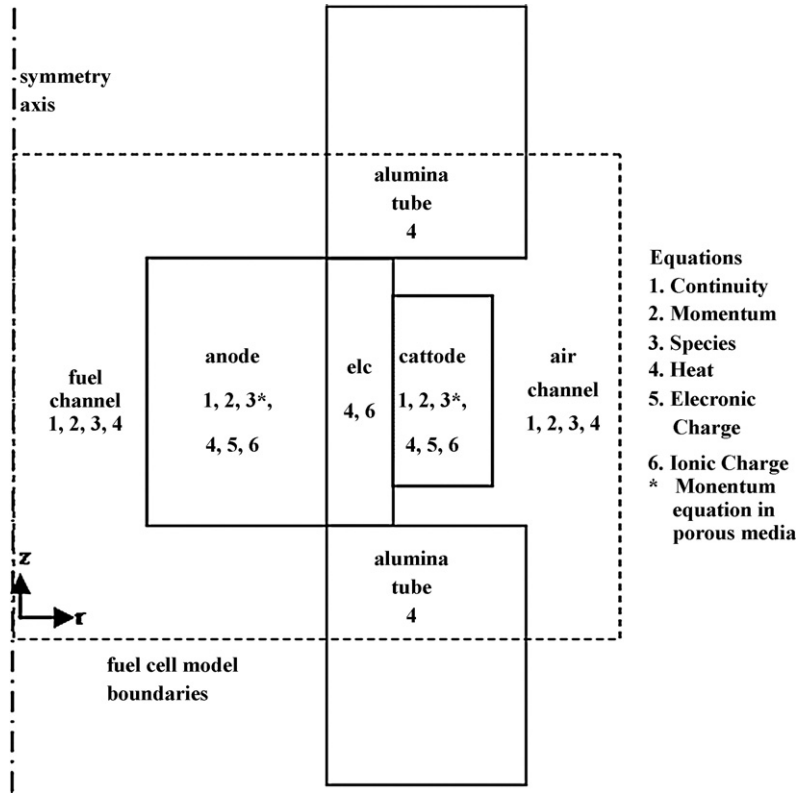 symmetry
axis
alumina
tube
4
fuel
channel
1, 2, 3, 4
anode
1, 2, 3*,
4, 5, 6
elc
4, 6
cattode
1, 2, 3*,
4, 5, 6
air
channel
1, 2, 3, 4
Equations
1. Continuity
2. Momentum
3. Species
4. Heat
5. Elecronic
Charge
6. Ionic Charge
* Monentum
equation in
porous media
alumina
tube
4
z
r
fuel cell model
boundaries